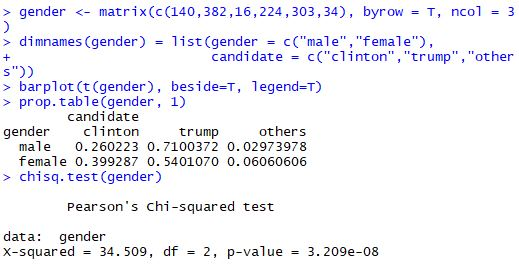 > gender <- matrix(c(140,382,16,224,303,34), byrow = T, ncol = 3
)
> dimnames(gender) = list(gender = c("male","female"),
+                         candidate = c("clinton","trump","other
s"))
> barplot(t(gender), beside=T, legend=T)
> prop.table(gender, 1)
        candidate
gender    clinton     trump     others
  male   0.260223 0.7100372 0.02973978
  female 0.399287 0.5401070 0.06060606
> chisq.test(gender)
        Pearson's Chi-squared test
data:  gender
X-squared = 34.509, df = 2, p-value = 3.209e-08